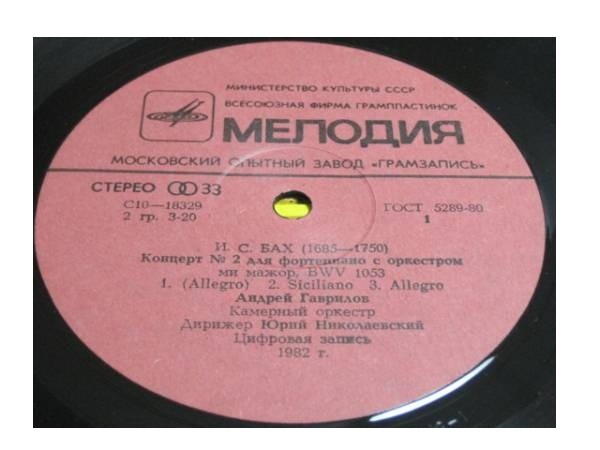 МИНИСТЕРСТВО КУЛЬТУРЫ СССР
ВСЕСОЮЗНАЯ ФИРМА ГРАМПЛАСТИНОК
МЕЛОДИЯ
МОСКОВСКИЙ ОПЫТНЫЙ ЗАВОД «ГРАМЗАПИСЬ»
СТЕРЕО 33
С10—18329
2 гр. 3-20
ГОСТ 5289-80
1
И. С. БАХ (1685—1750)
Концерт № 2 для фортепиано с оркестром
ми мажор, BWV 1053
1. (Allegro) 2. Siciliano 3. Allegro
Андрей Гаврилов
Камерный оркестр
Дирижер Юрий Николаевский
Цифровая запись
1982 г.